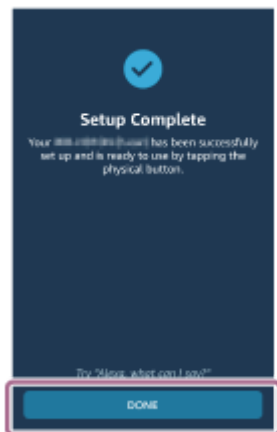 Setup Complete
Your has been successfully
set up and is ready to use by tapping the
physical button.
Try "Alexa, what can I say?"
DONE